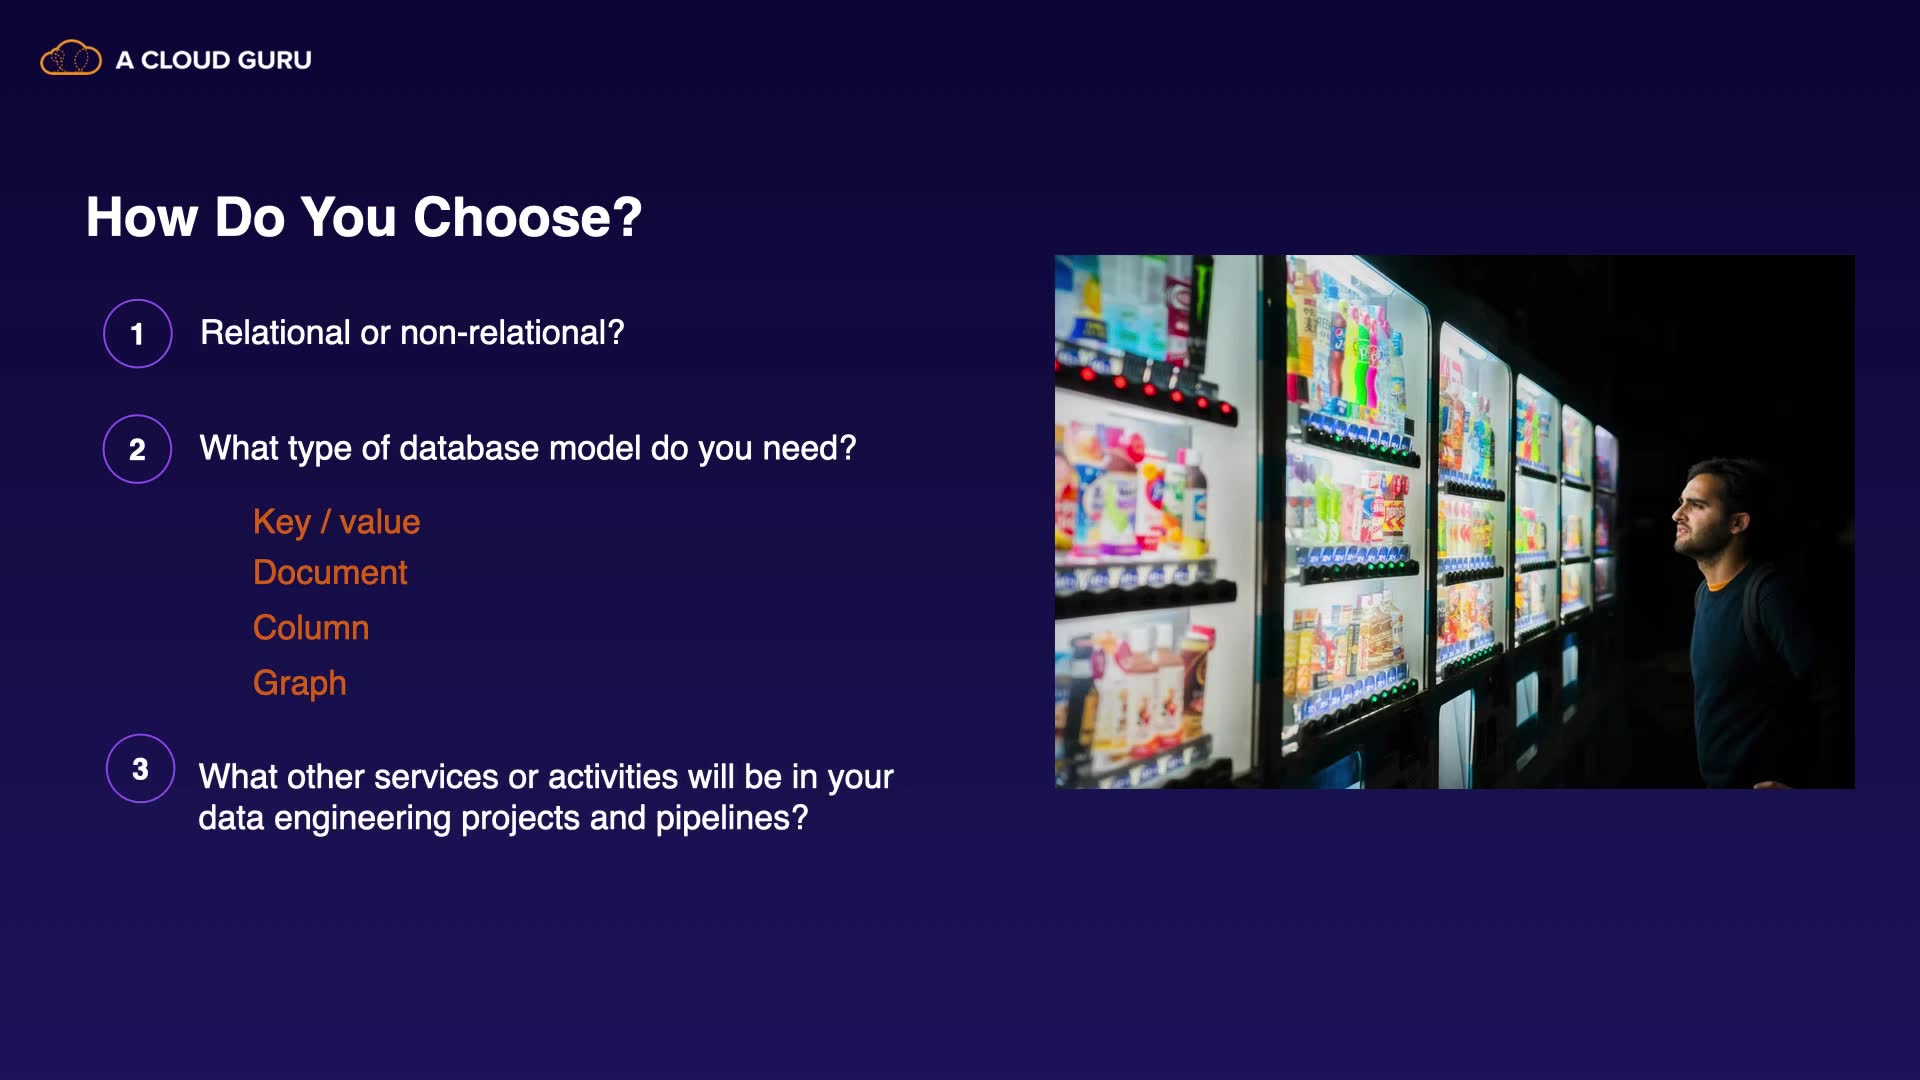 A CLOUD GURU
How Do You Choose?
1 Relational or non-relational?
2 What type of database model do you need?
Key / value
Document
Column
Graph
3 What other services or activities will be in your
data engineering projects and pipelines?